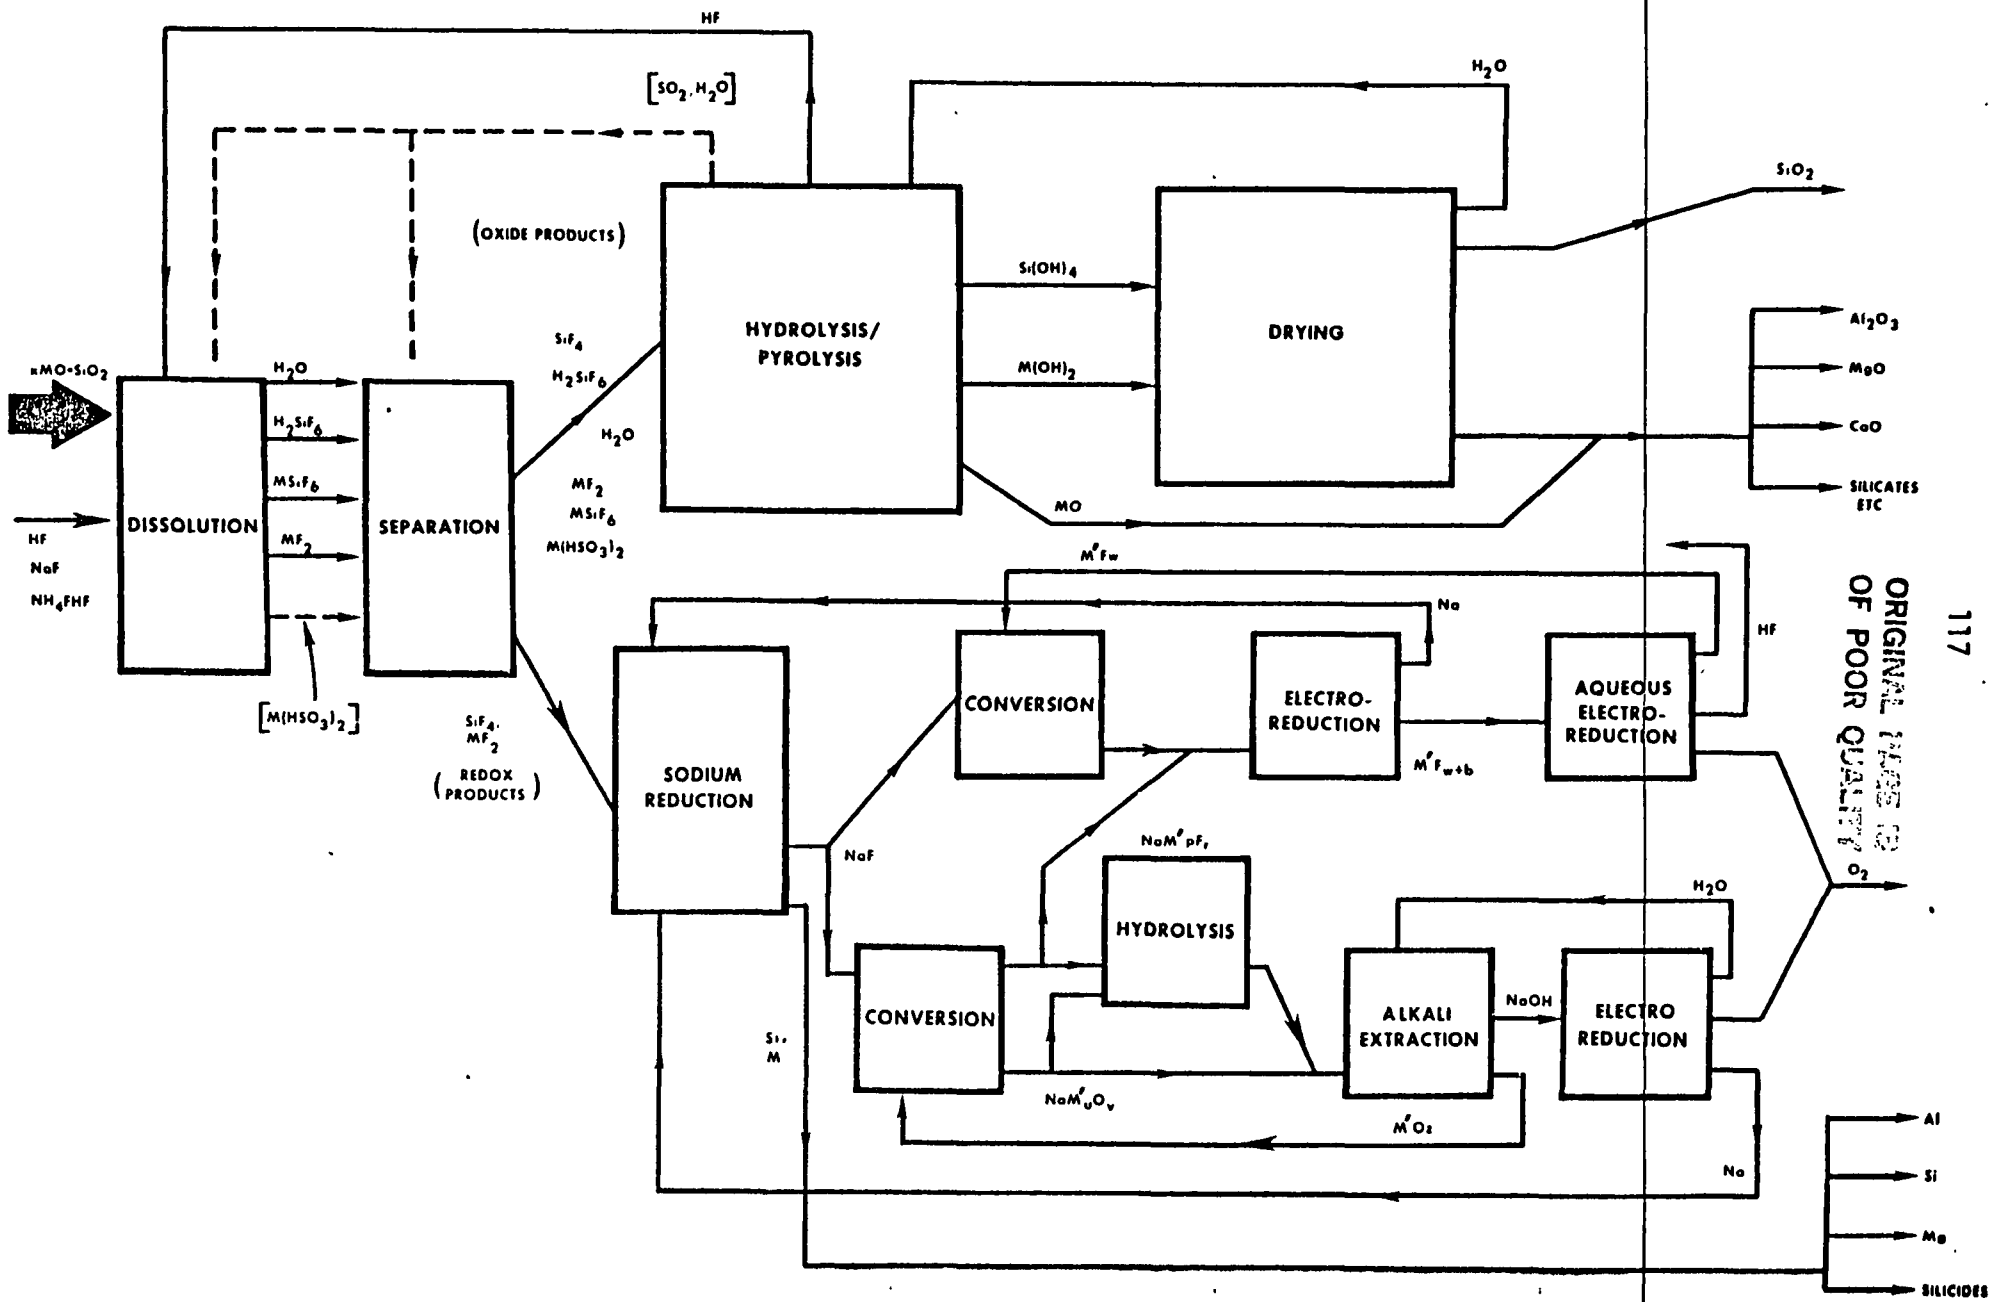 HF
[SO2, H2O]
H2O
SiO2
(OXIDE PRODUCTS)
Si(OH)4
HYDROLYSIS/
PYROLYSIS
DRYING
M(OH)2
MO
Al2O3
MgO
CaO
SILICATES
ETC
xMO•SiO2
HF
NaF
NH4FHF
DISSOLUTION
H2O
H2SiF6
MSiF6
MF2
[M(HSO3)2]
SEPARATION
SiF4
H2SiF6
H2O
MF2
MSiF6
M(HSO3)2
SiF4,
MF2
(REDOX
PRODUCTS)
SODIUM
REDUCTION
M″Fw
Na
HF
CONVERSION
ELECTRO-
REDUCTION
M″Fw+b
AQUEOUS
ELECTRO-
REDUCTION
NaF
NaM″pFr
HYDROLYSIS
CONVERSION
NaM″uOv
ALKALI
EXTRACTION
NaOH
ELECTRO
REDUCTION
H2O
O2
M″Oz
Na
Si,
M
Al
Si
Mg
SILICIDES
117
ORIGINAL PAGE IS
OF POOR QUALITY